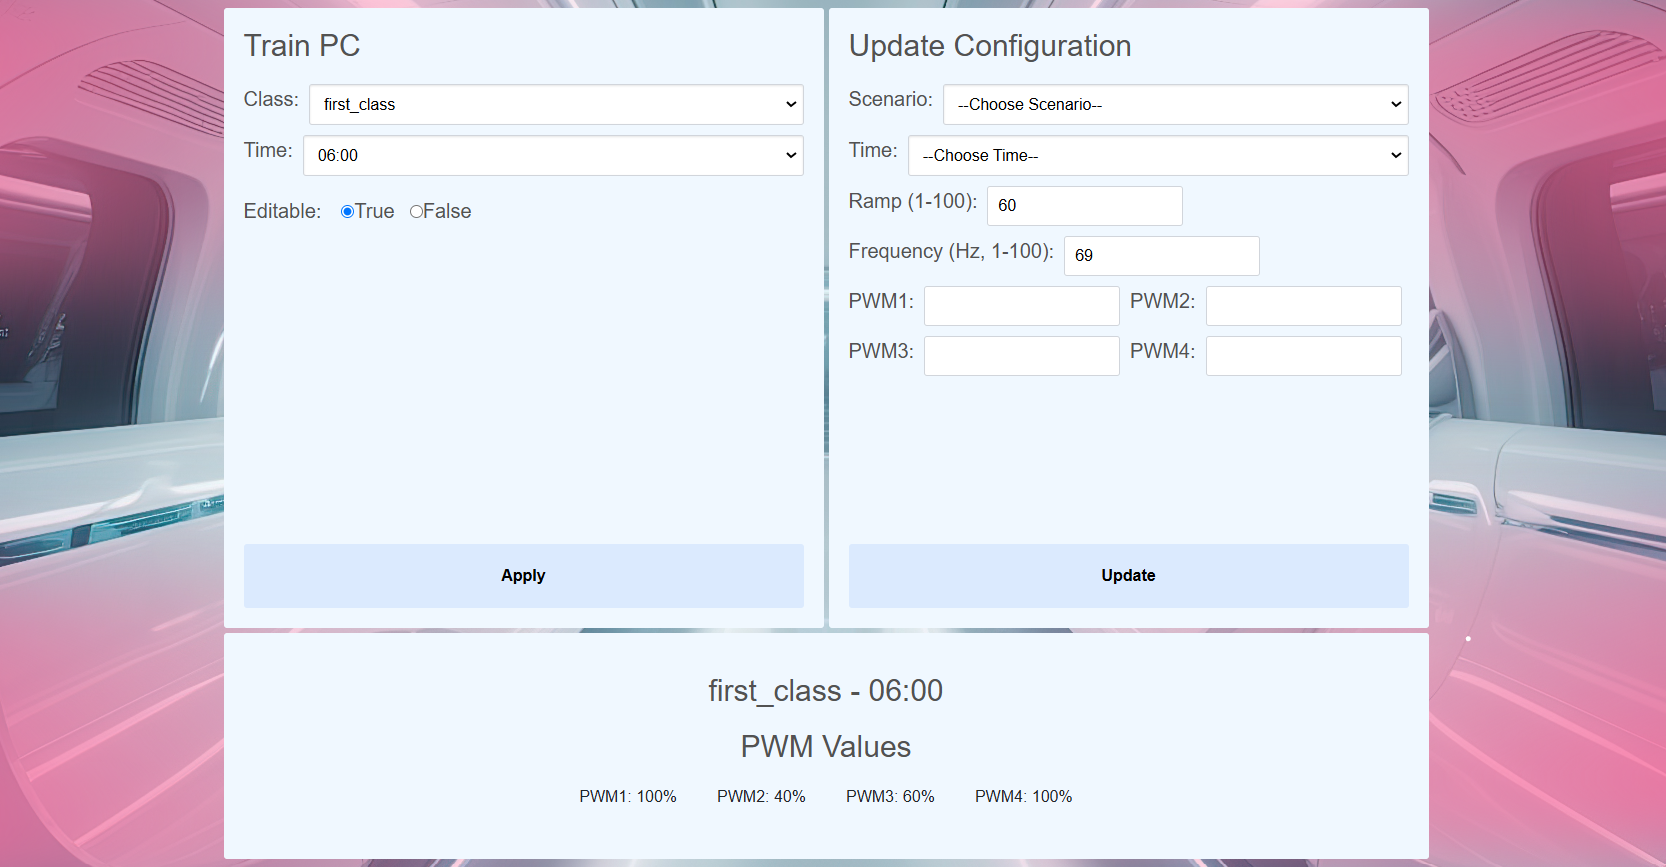 Train PC
Class: first_class
Time: 06:00
Editable: True False
Apply
Update Configuration
Scenario: --Choose Scenario--
Time: --Choose Time--
Ramp (1-100): 60
Frequency (Hz, 1-100): 69
PWM1: PWM2:
PWM3: PWM4:
Update
first_class - 06:00
PWM Values
PWM1: 100% PWM2: 40% PWM3: 60% PWM4: 100%